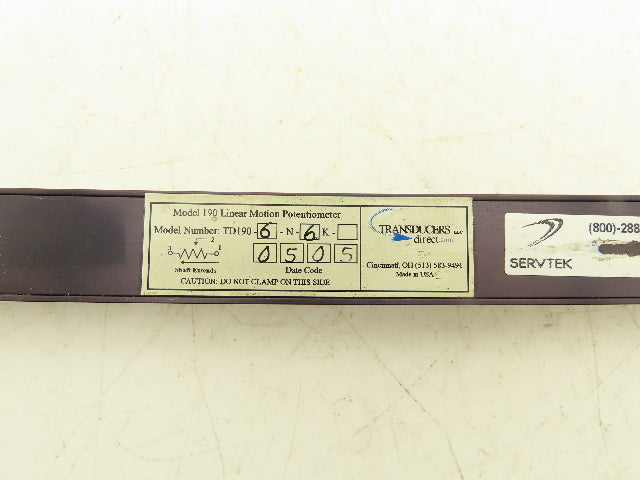 Model 190 Linear Motion Potentiometer
Model Number: TD190-6-N-6K-
3 2 1
0505
Shaft Extends Date Code
CAUTION: DO NOT CLAMP ON THIS SIDE
TRANSDUCERS LLC
direct.com
Cincinnati, OH (513) 583-9491
Made in USA
(800)-288
SERVTEK